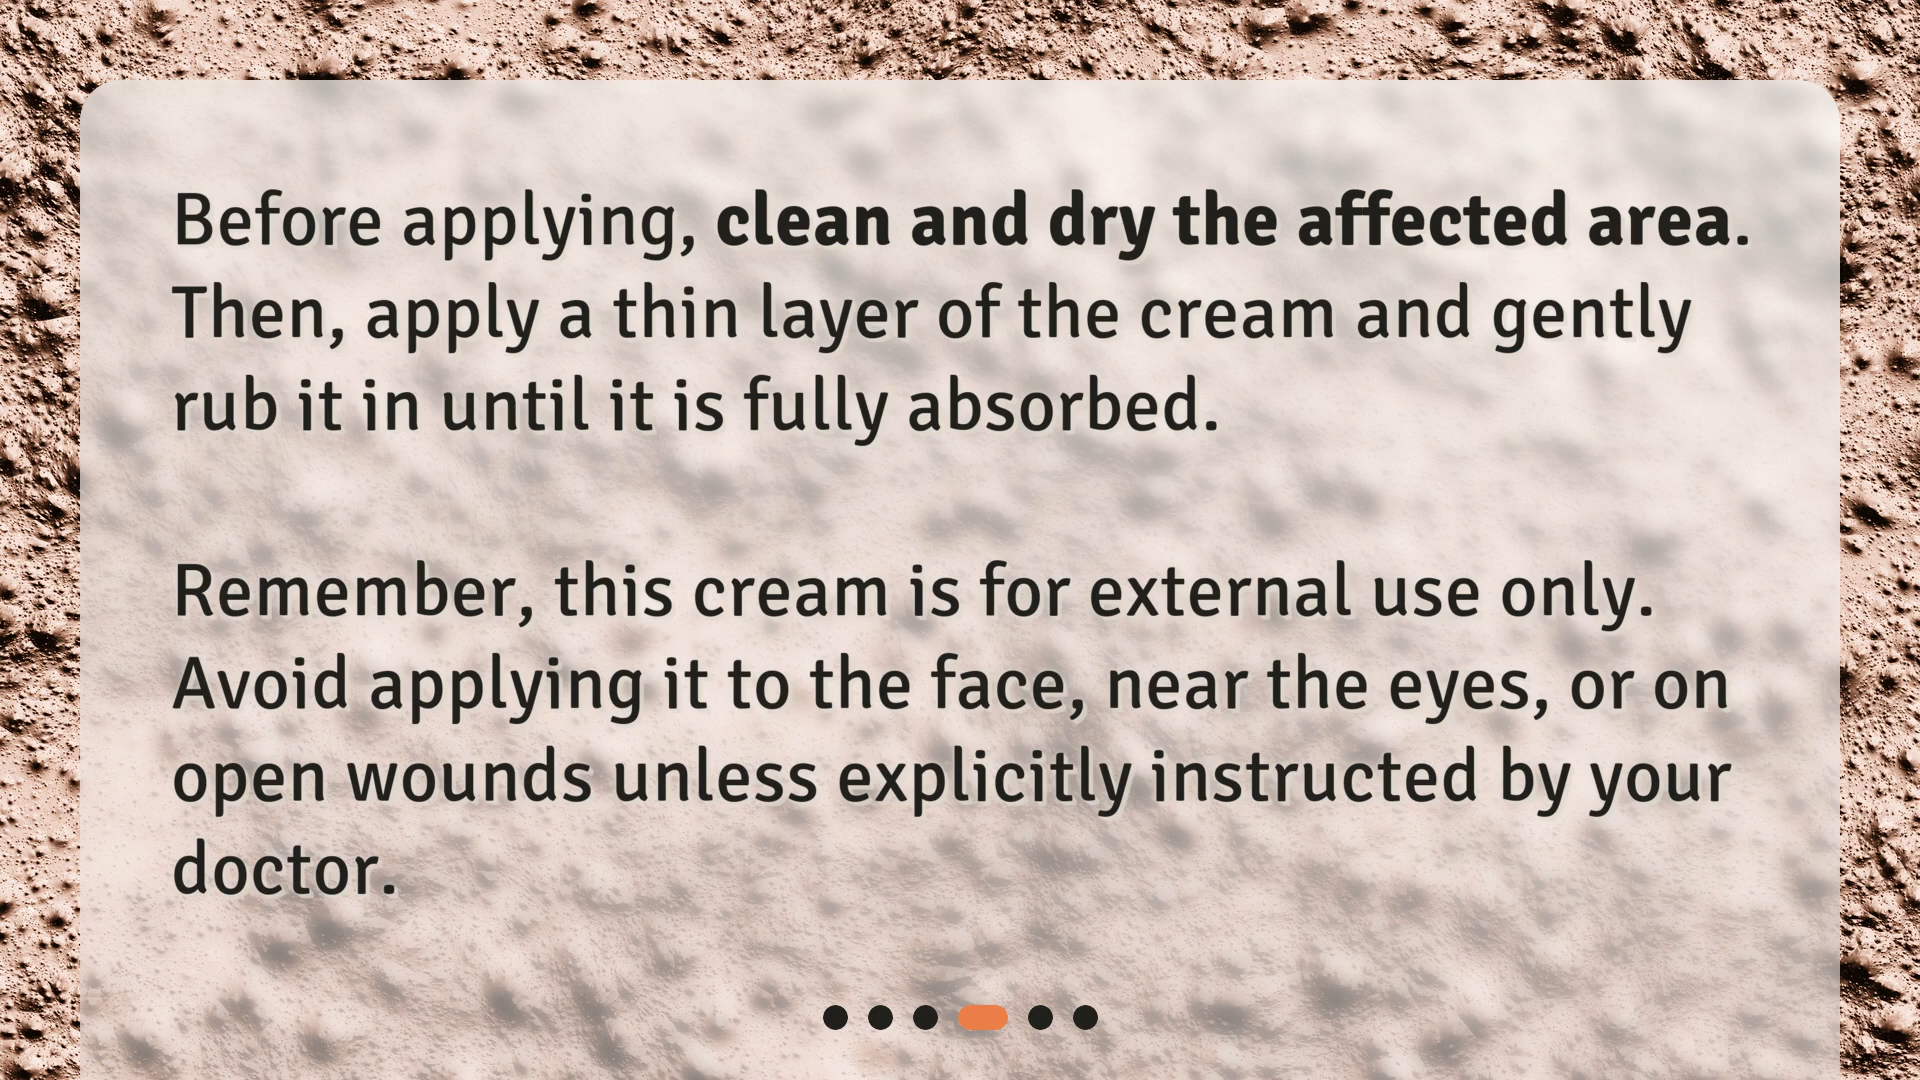 Before applying, clean and dry the affected area.
Then, apply a thin layer of the cream and gently
rub it in until it is fully absorbed.
Remember, this cream is for external use only.
Avoid applying it to the face, near the eyes, or on
open wounds unless explicitly instructed by your
doctor.